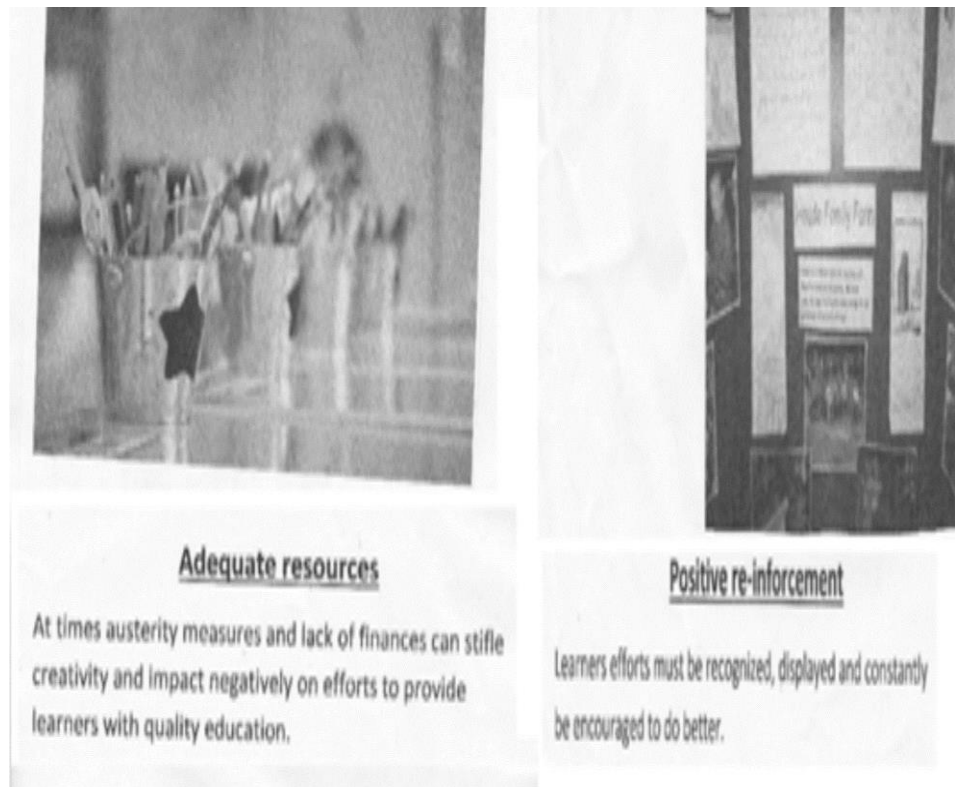 Adequate resources
At times austerity measures and lack of finances can stifle
creativity and impact negatively on efforts to provide
learners with quality education.
Family
Positive re-inforcement
Learners efforts must be recognized, displayed and constantly
be encouraged to do better.